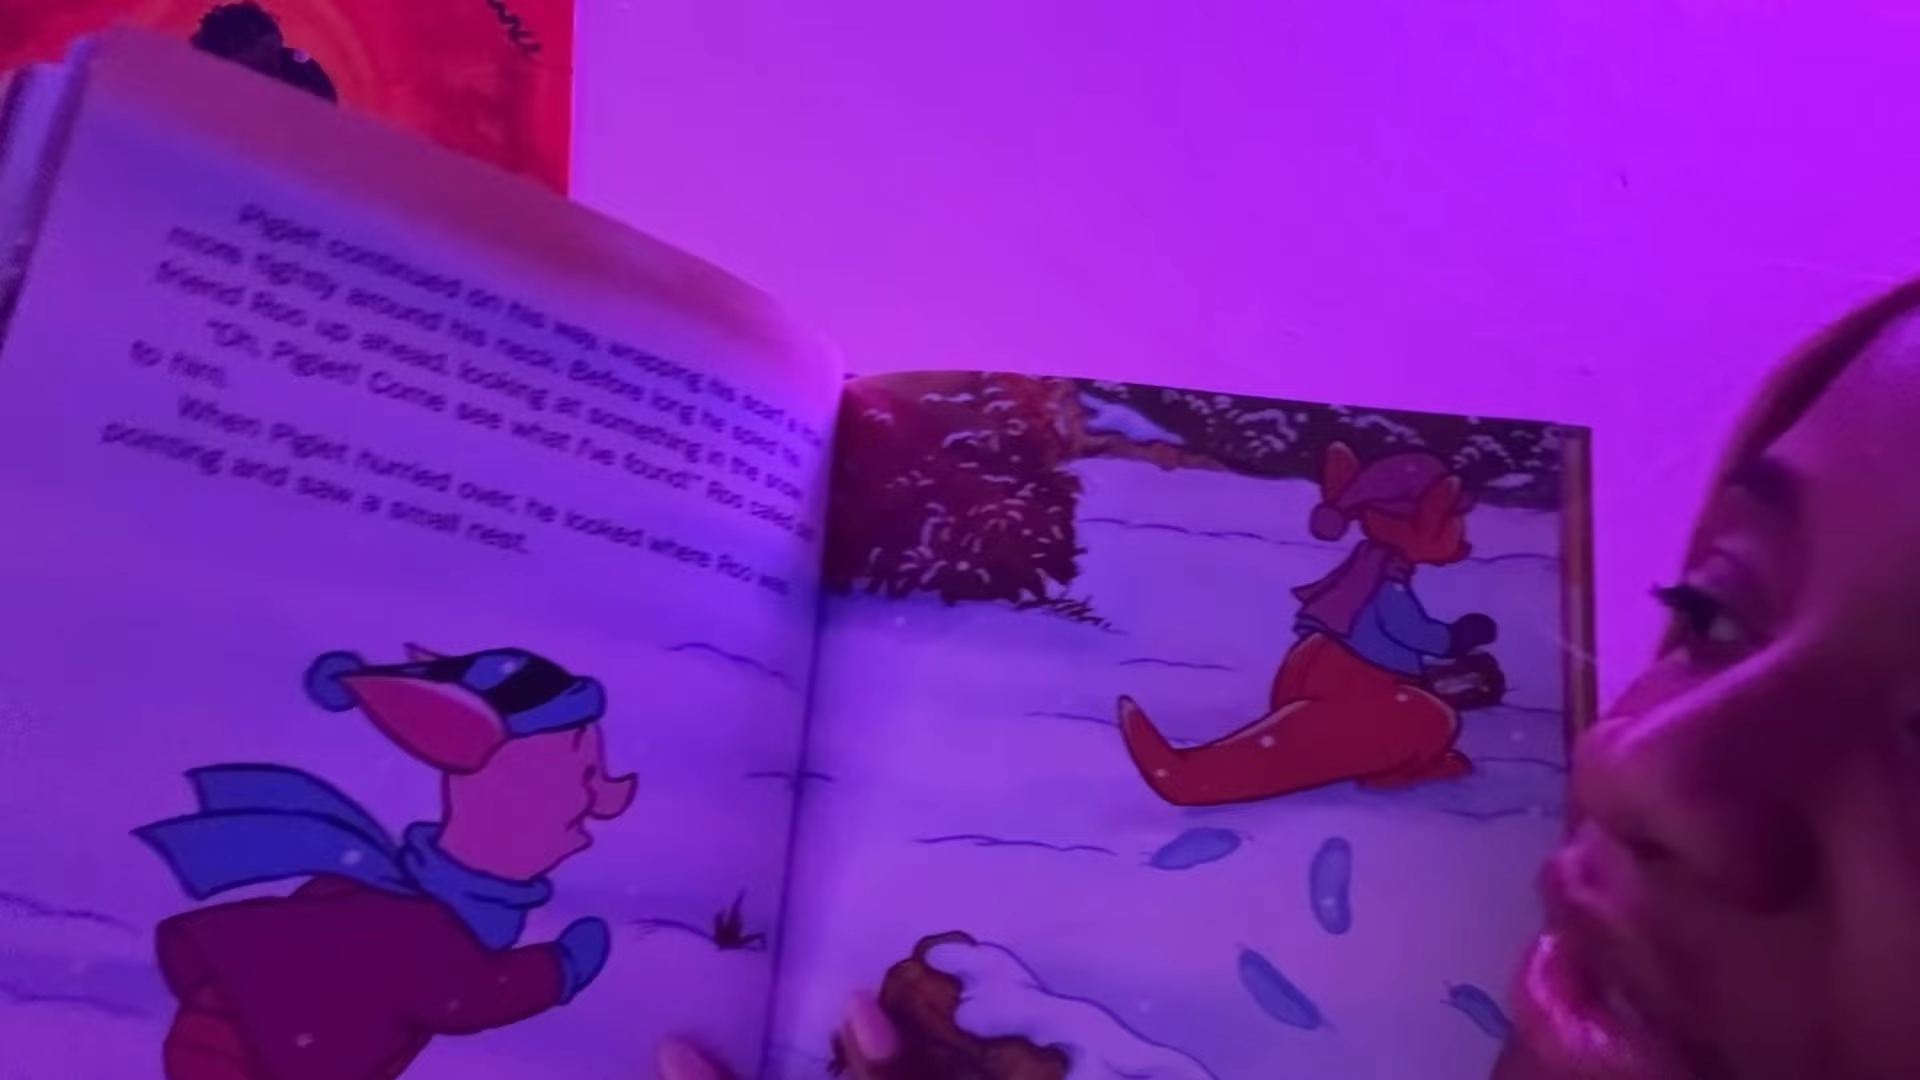 Piglet continued on his way, wrapping his scarf a
more tightly around his neck. Before long he spied his
friend Roo up ahead, looking at something in the snow.
"Oh, Piglet! Come see what I've found!" Roo called
to him.
When Piglet hurried over, he looked where Roo was
pointing and saw a small nest.